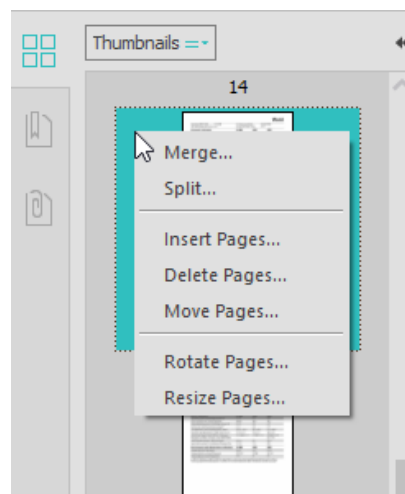 Thumbnails
14
Merge...
Split...
Insert Pages...
Delete Pages...
Move Pages...
Rotate Pages...
Resize Pages...